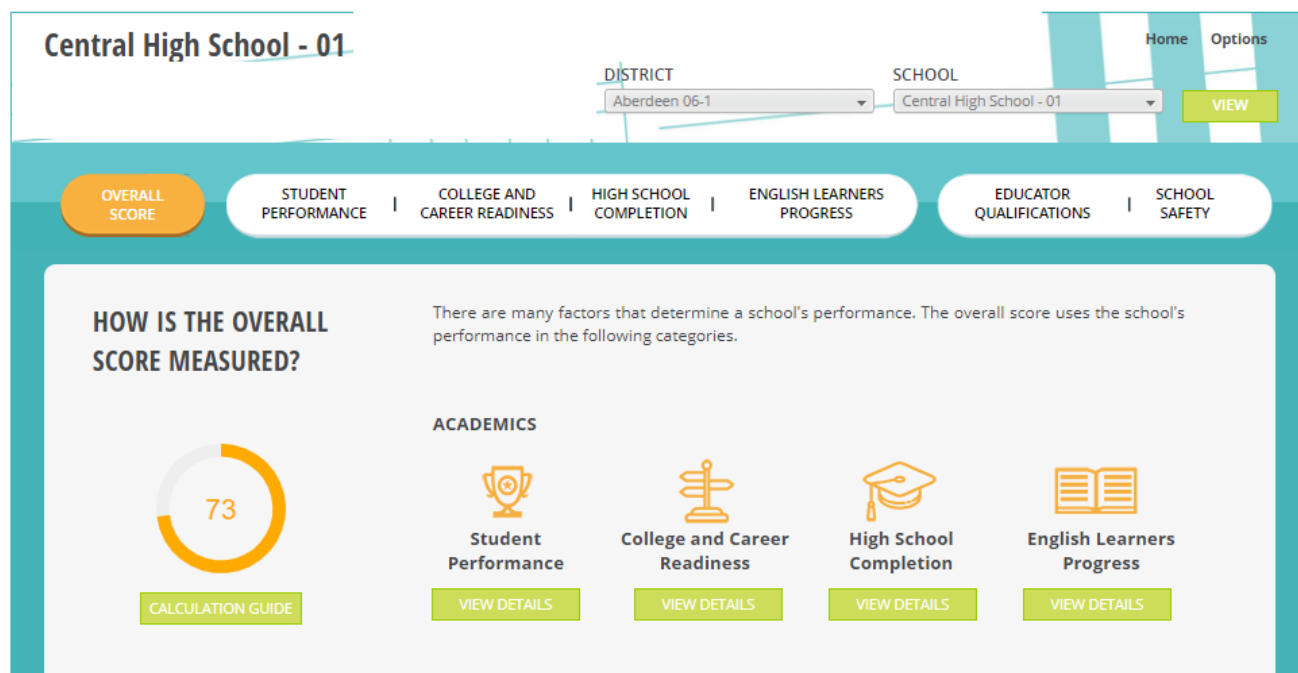 Central High School - 01
Home Options
DISTRICT
SCHOOL
Aberdeen 06-1
Central High School - 01
VIEW
OVERALL
SCORE
STUDENT
PERFORMANCE
|
COLLEGE AND
CAREER READINESS
|
HIGH SCHOOL
COMPLETION
|
ENGLISH LEARNERS
PROGRESS
EDUCATOR
QUALIFICATIONS
|
SCHOOL
SAFETY
HOW IS THE OVERALL
SCORE MEASURED?
There are many factors that determine a school's performance. The overall score uses the school's
performance in the following categories.
73
CALCULATION GUIDE
ACADEMICS
Student
Performance
VIEW DETAILS
College and Career
Readiness
VIEW DETAILS
High School
Completion
VIEW DETAILS
English Learners
Progress
VIEW DETAILS